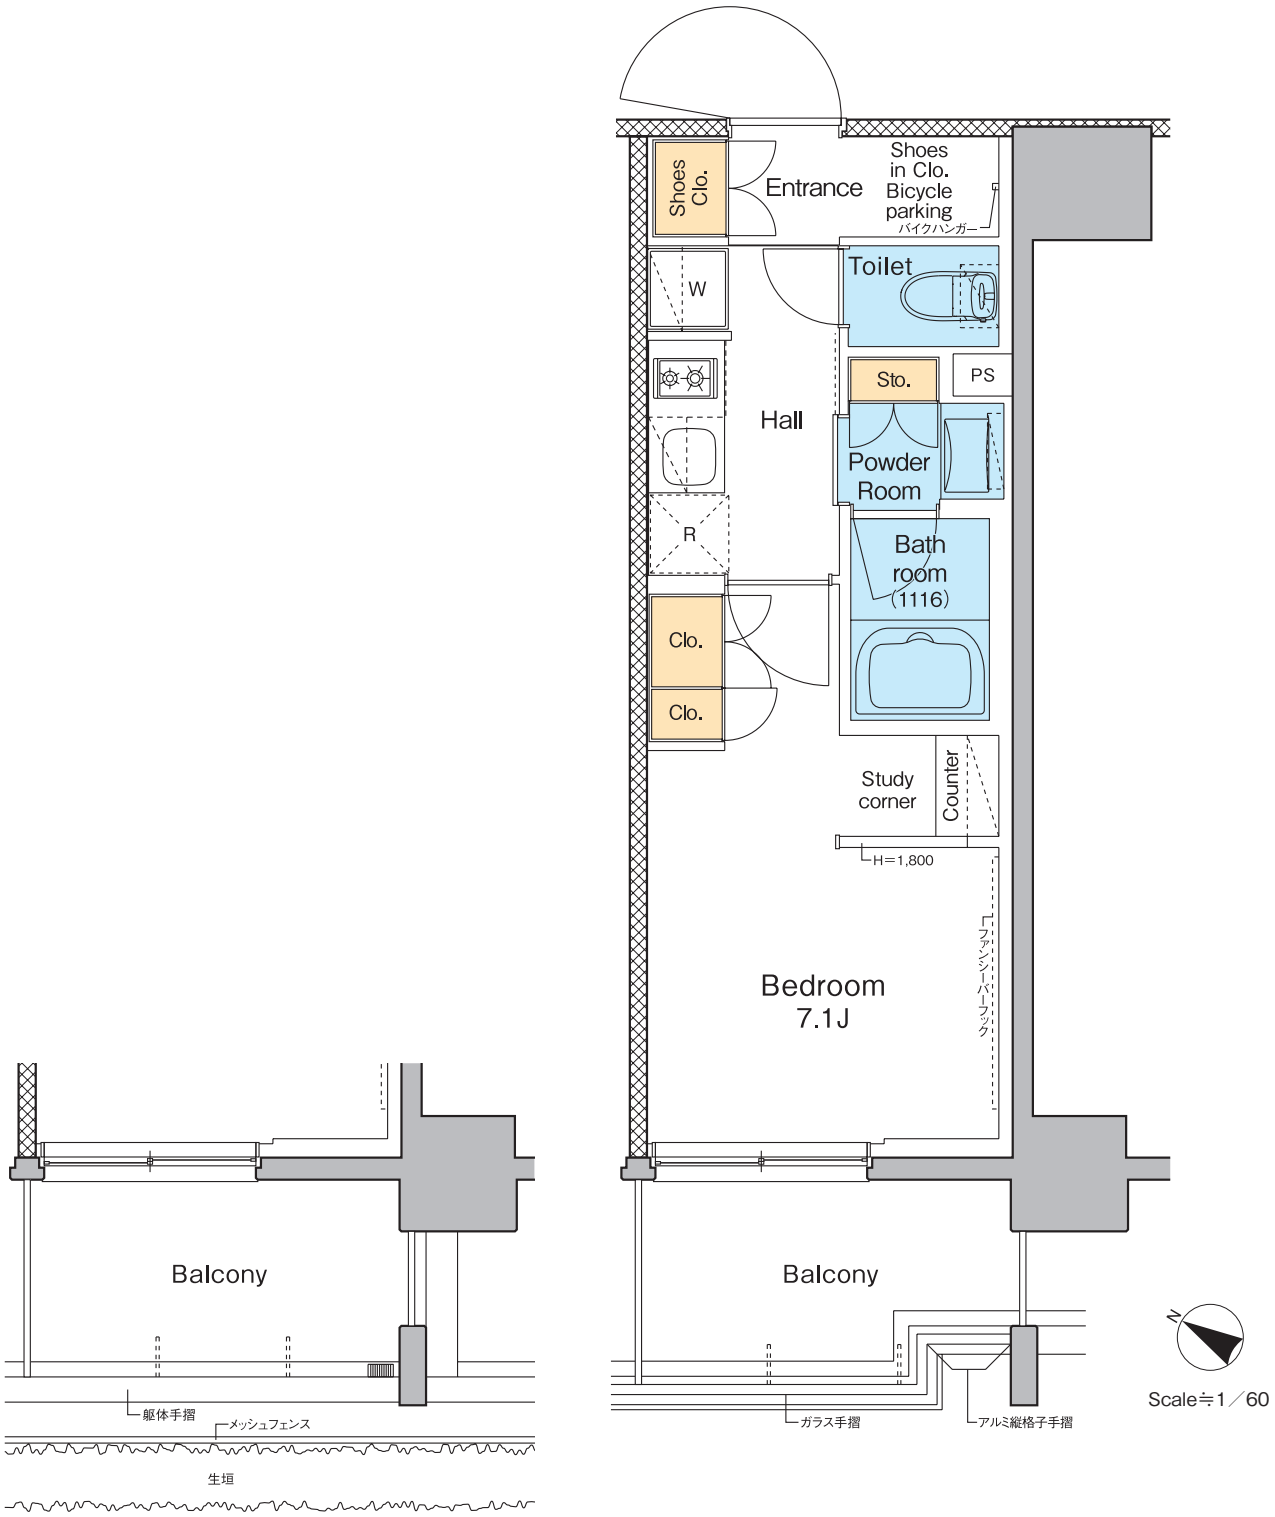 Shoes
Clo.
Entrance
Shoes
in Clo.
Bicycle
parking
バイクハンガー
W
Toilet
Sto.
PS
Hall
Powder
Room
R
Bath
room
(1116)
Clo.
Clo.
Study
corner
Counter
H=1,800
ファンシーバーフック
Bedroom
7.1J
Balcony
躯体手摺
メッシュフェンス
生垣
Balcony
ガラス手摺
アルミ縦格子手摺
N
Scale≒1/60